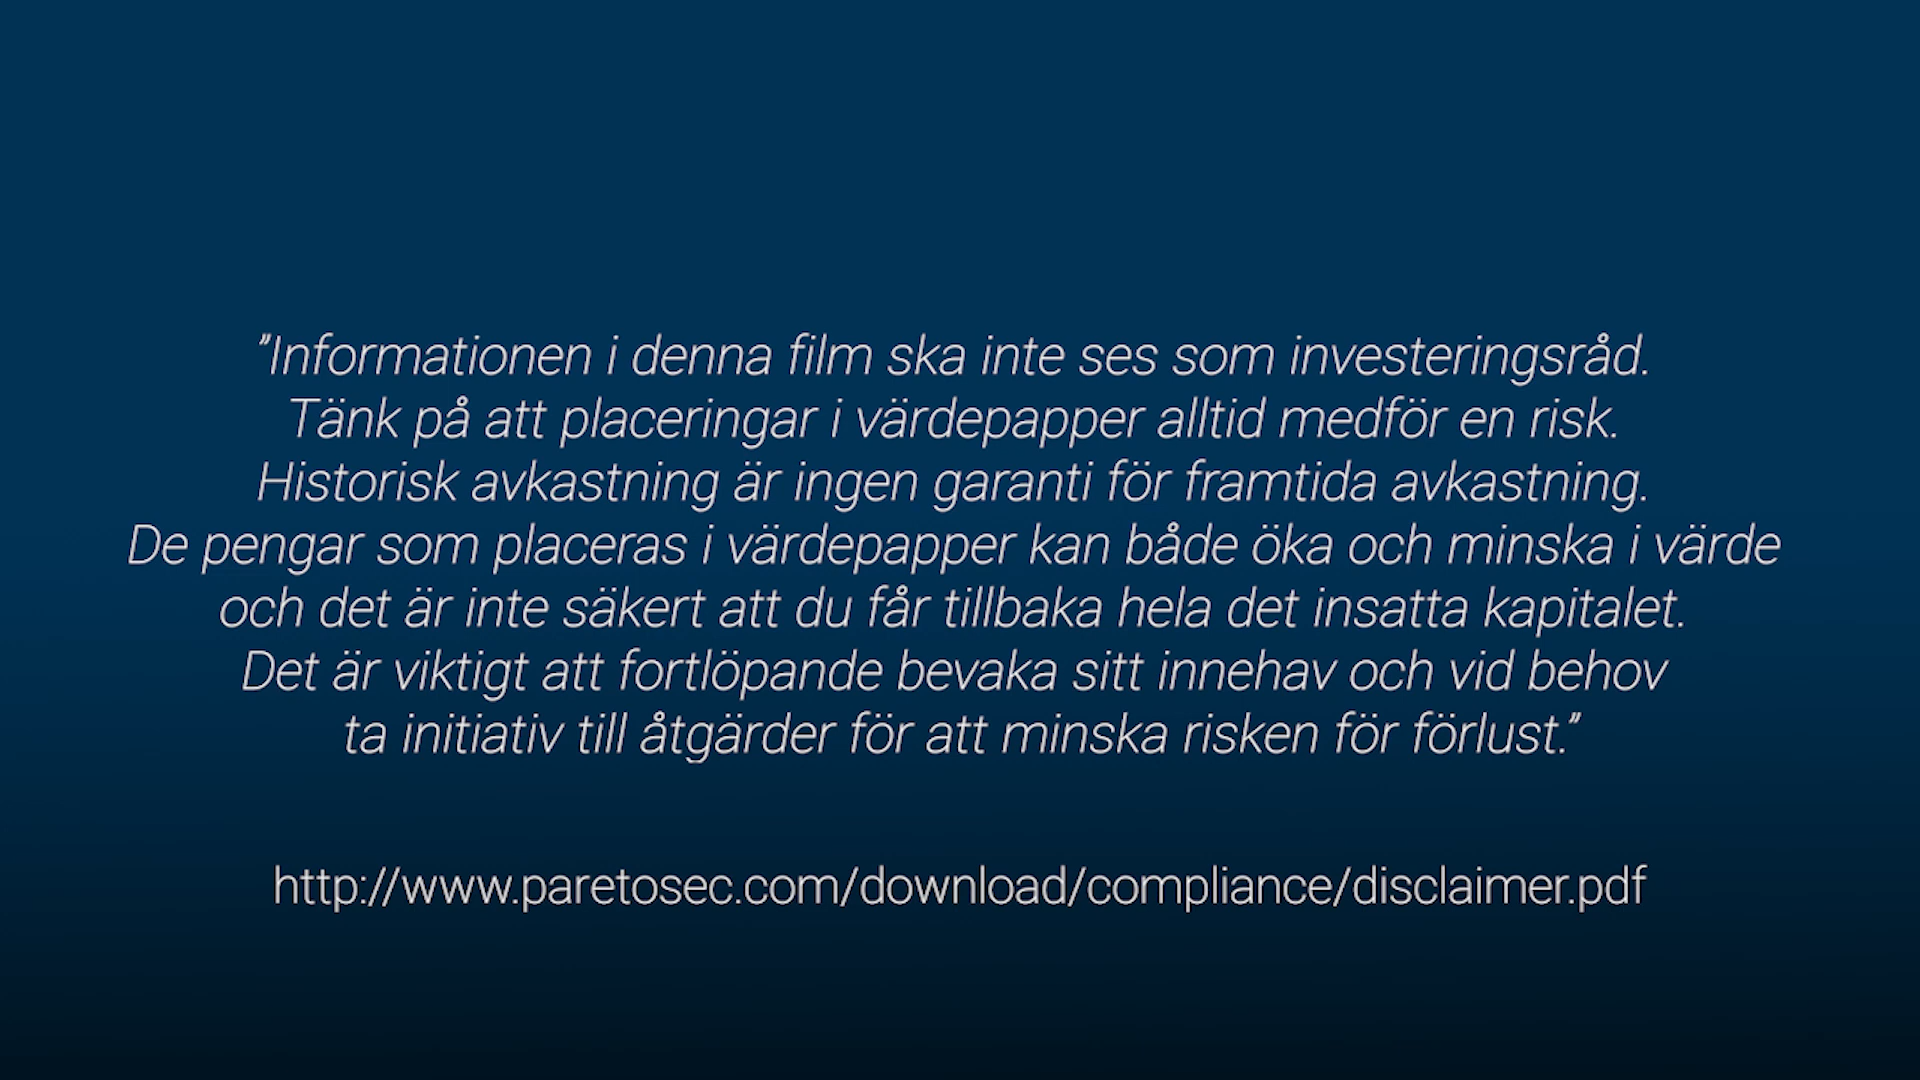 ”Informationen i denna film ska inte ses som investeringsråd.
Tänk på att placeringar i värdepapper alltid medför en risk.
Historisk avkastning är ingen garanti för framtida avkastning.
De pengar som placeras i värdepapper kan både öka och minska i värde
och det är inte säkert att du får tillbaka hela det insatta kapitalet.
Det är viktigt att fortlöpande bevaka sitt innehav och vid behov
ta initiativ till åtgärder för att minska risken för förlust.”
http://www.paretosec.com/download/compliance/disclaimer.pdf